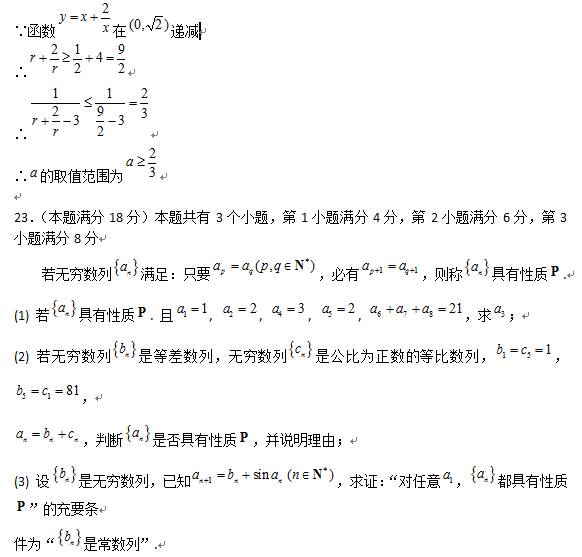 ∵函数 y = x + 2/x 在 (0, √2) 递减
∴ r + 2/r ≥ 1/2 + 4 = 9/2
∴ 1/(r + 2/r − 3) ≤ 1/(9/2 − 3) = 2/3
∴ a 的取值范围为 a ≥ 2/3
23.(本题满分 18 分)本题共有 3 个小题，第 1 小题满分 4 分，第 2 小题满分 6 分，第 3
小题满分 8 分
若无穷数列{aₙ}满足：只要 a_p = a_q (p, q ∈ N*)，必有 a_{p+1} = a_{q+1}，则称{aₙ}具有性质 P.
(1) 若{aₙ}具有性质 P. 且 a₁ = 1，a₂ = 2，a₄ = 3，a₅ = 2，a₆ + a₇ + a₈ = 21，求 a₃；
(2) 若无穷数列{bₙ}是等差数列，无穷数列{cₙ}是公比为正数的等比数列，b₁ = c₅ = 1，
b₅ = c₁ = 81，
aₙ = bₙ + cₙ，判断{aₙ}是否具有性质 P，并说明理由；
(3) 设{bₙ}是无穷数列，已知 a_{n+1} = bₙ + sin aₙ (n ∈ N*)，求证：“对任意 a₁，{aₙ}都具有性质
P”的充要条
件为“{bₙ}是常数列”.